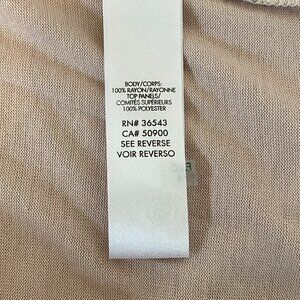 BODY/CORPS:
100% RAYON/RAYONNE
TOP PANELS/
COMITÉS SUPÉRIEURS
100% POLYESTER
RN# 36543
CA# 50900
SEE REVERSE
VOIR REVERSO